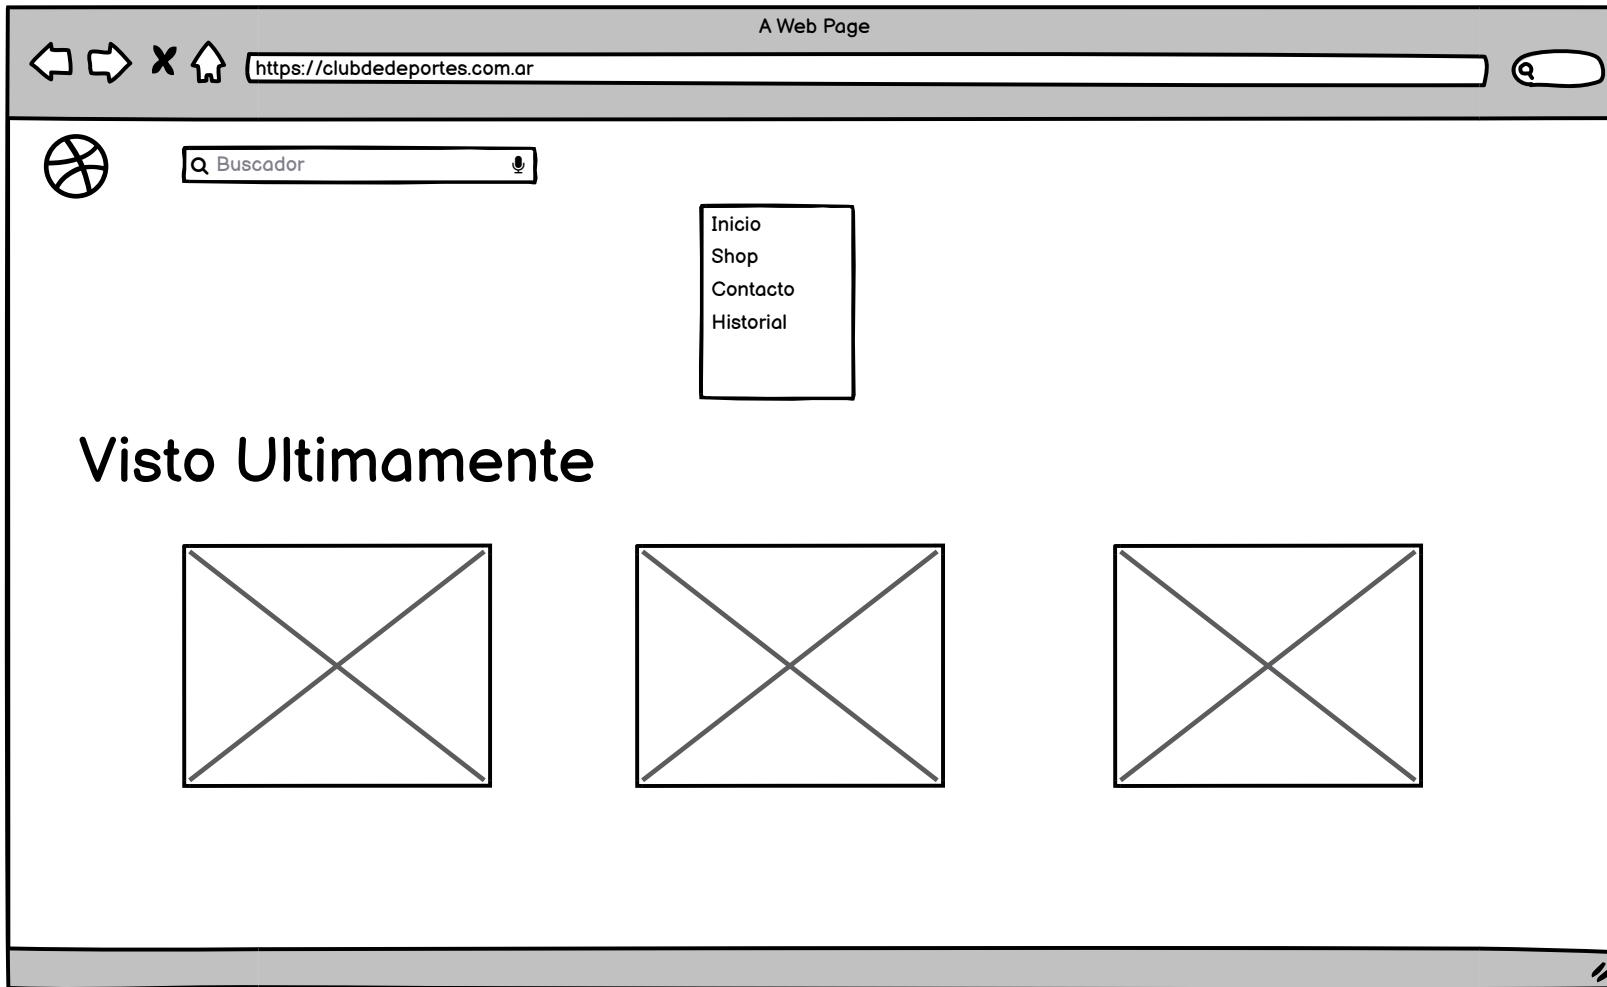 A Web Page
https://clubdedeportes.com.ar
Buscador
Inicio
Shop
Contacto
Historial
Visto Ultimamente